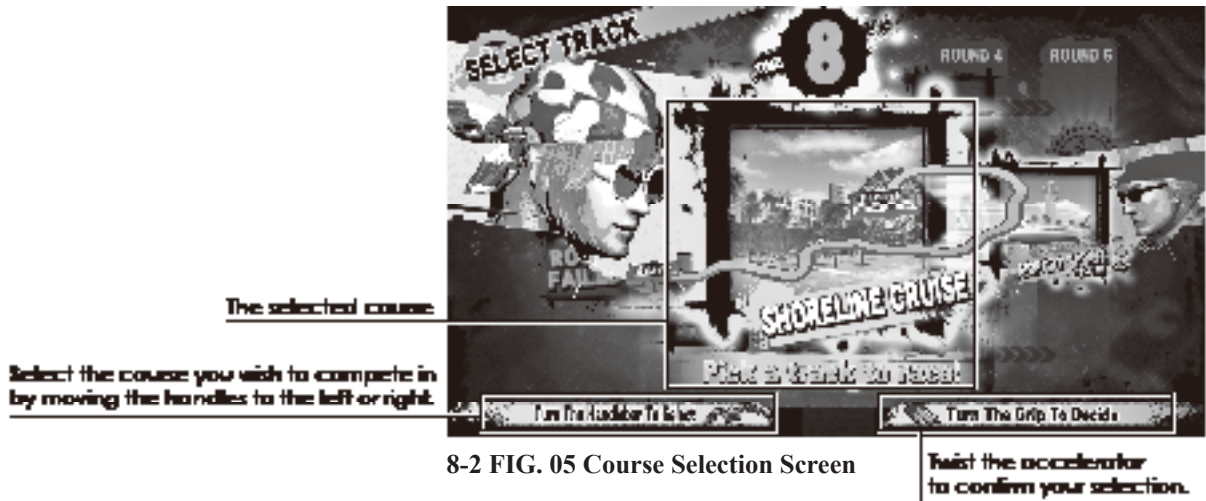 SELECT TRACK
TIME
8
ROUND 4
ROUND 5
The selected course
SHORELINE CRUISE
Pick a track to race!
Select the course you wish to compete in
by moving the handles to the left or right.
Turn The Handlebar To Select
Turn The Grip To Decide
8-2 FIG. 05 Course Selection Screen
Twist the accelerator
to confirm your selection.